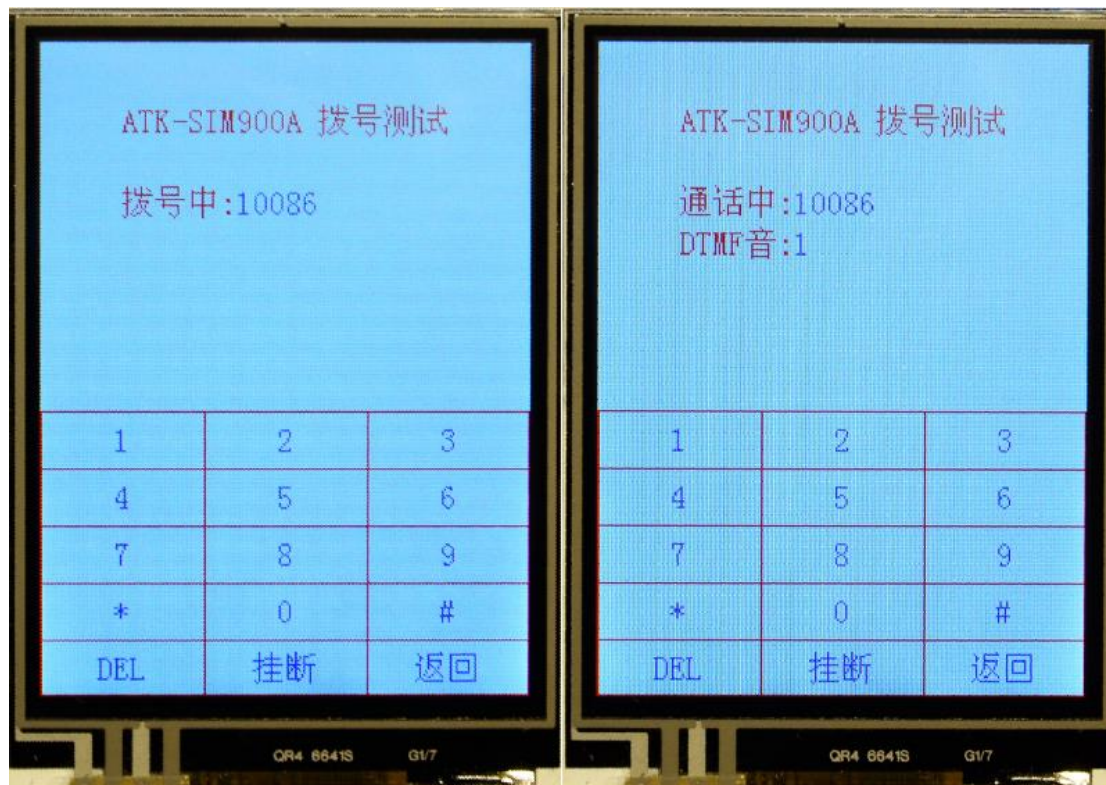 ATK-SIM900A 拨号测试
拨号中:10086
1 2 3
4 5 6
7 8 9
* 0 #
DEL 挂断 返回
QR4 6641S G1/7
ATK-SIM900A 拨号测试
通话中:10086
DTMF音:1
1 2 3
4 5 6
7 8 9
* 0 #
DEL 挂断 返回
QR4 6641S G1/7